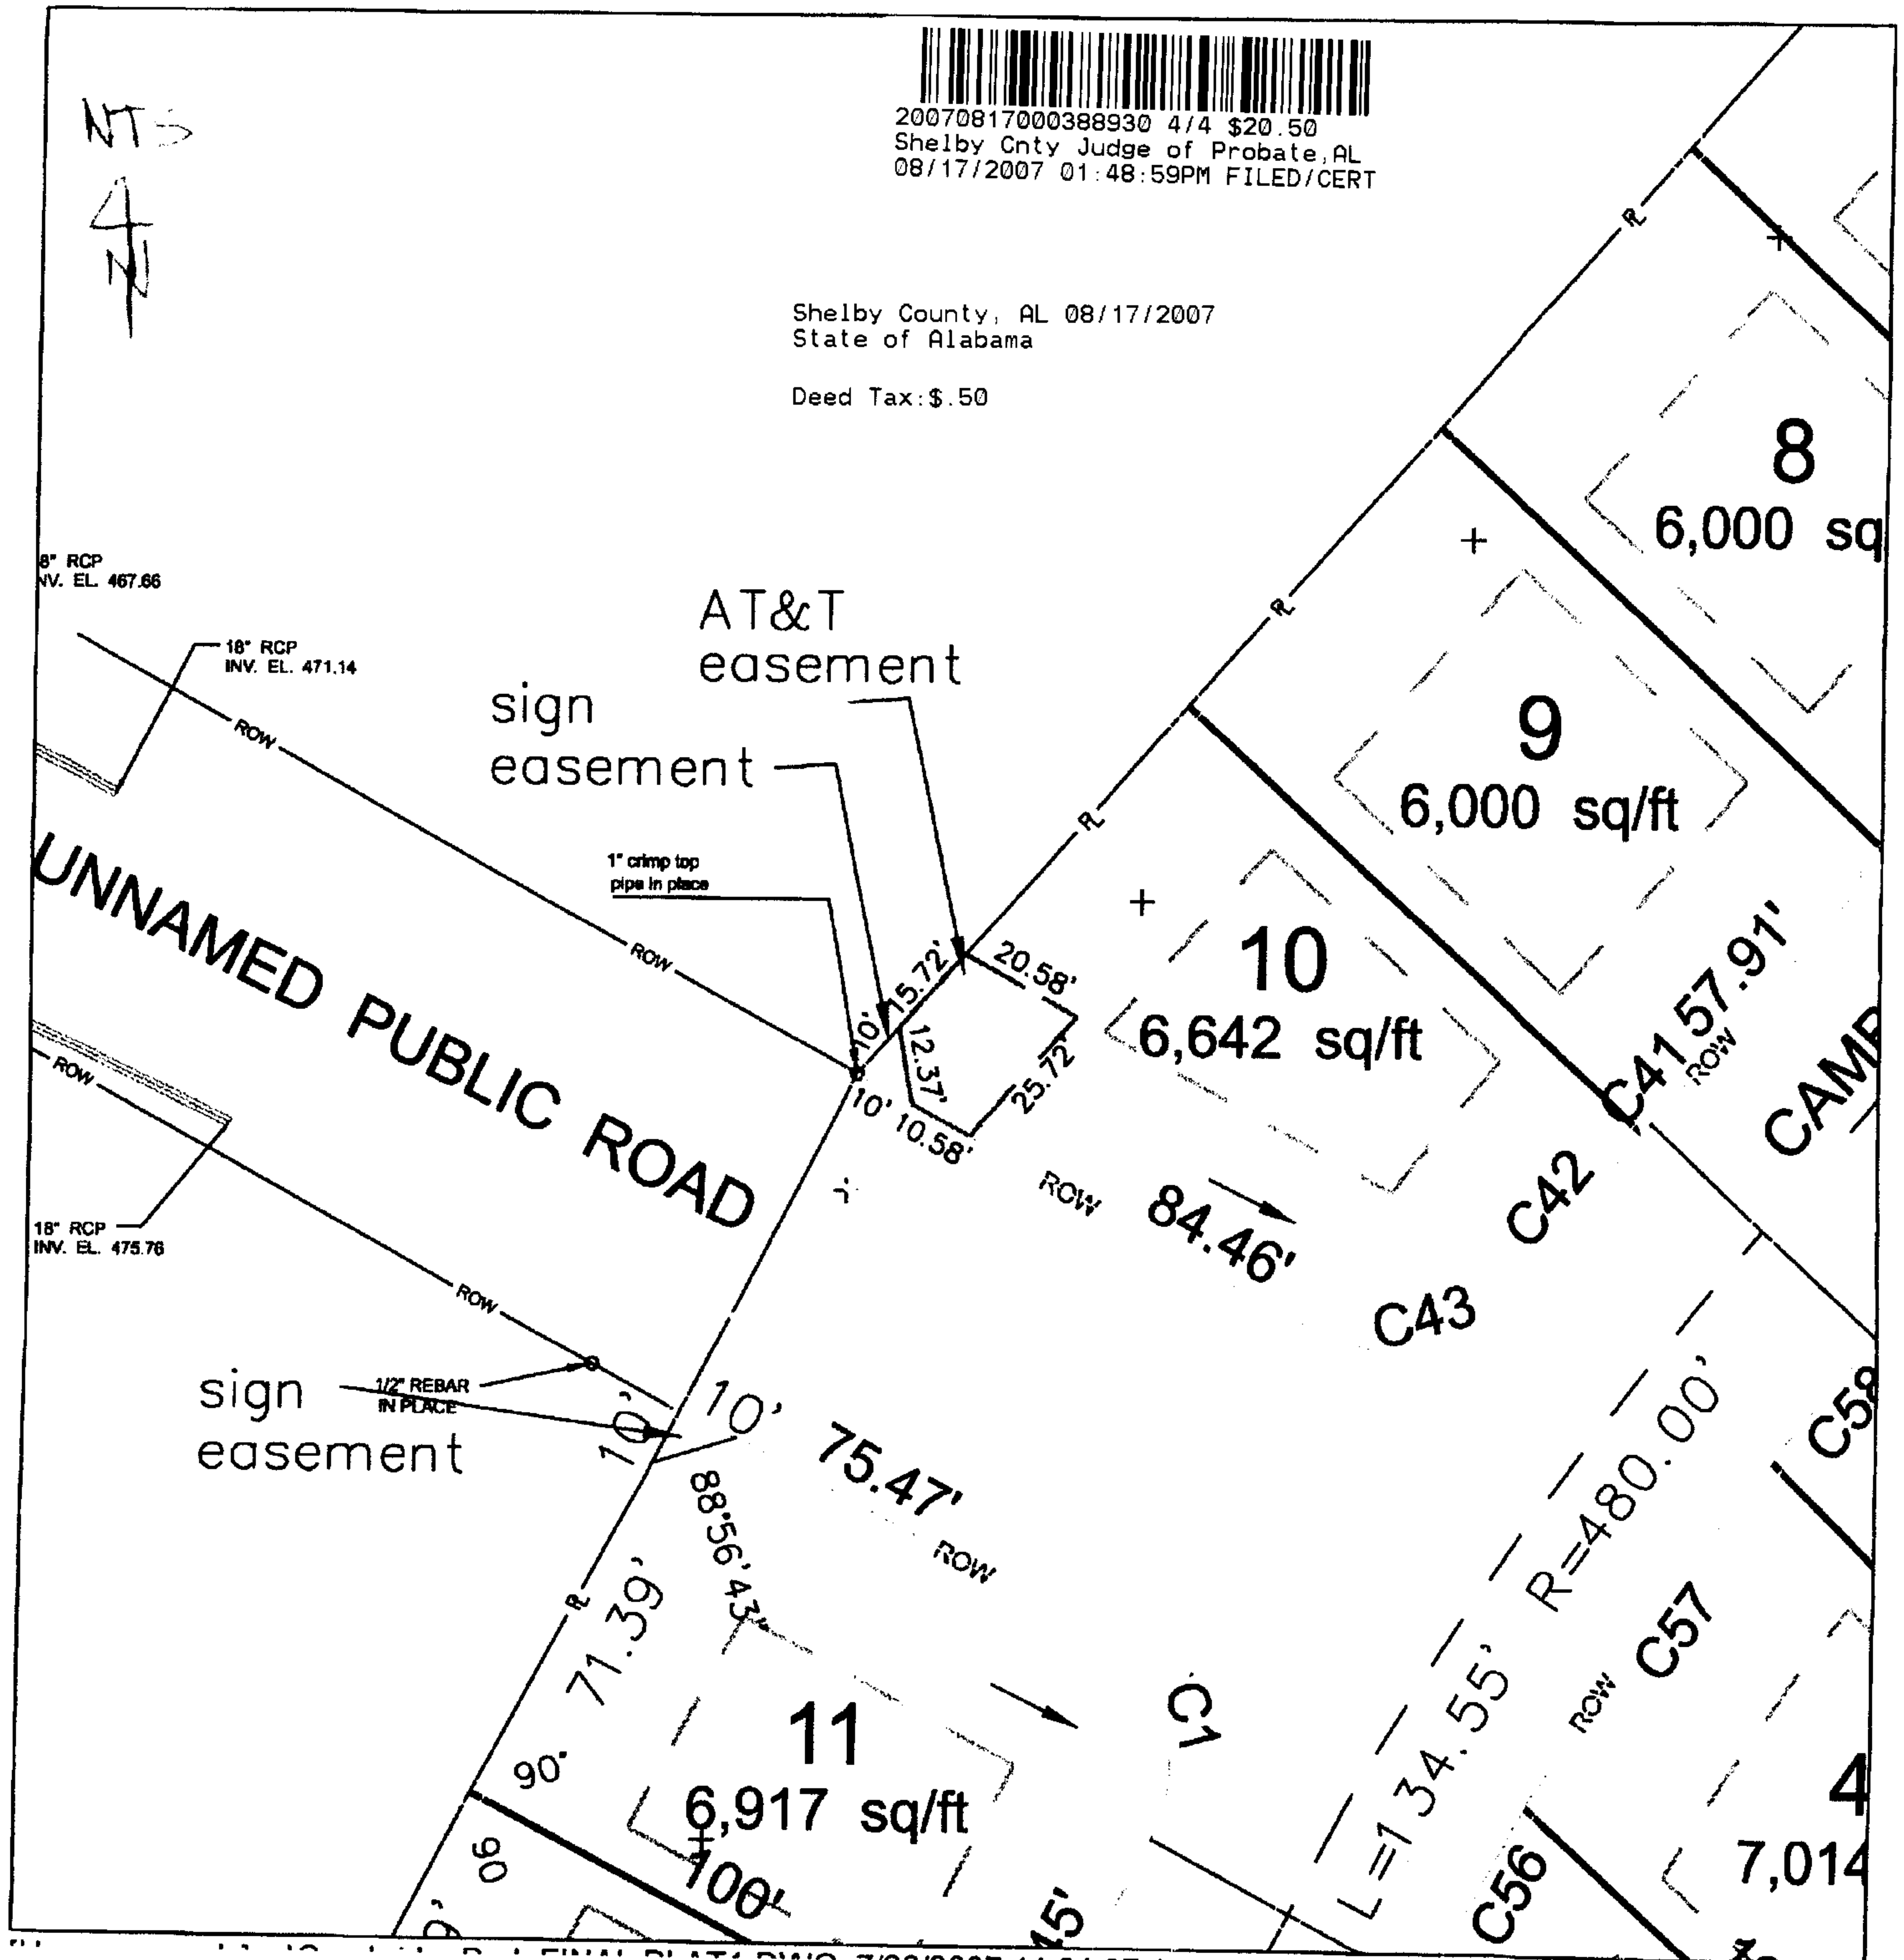 NTS
N
20070817000388930 4/4 $20.50
Shelby Cnty Judge of Probate, AL
08/17/2007 01:48:59PM FILED/CERT
Shelby County, AL 08/17/2007
State of Alabama
Deed Tax:$.50
8" RCP
NV. EL. 467.66
18" RCP
INV. EL. 471.14
ROW
AT&T
easement
sign
easement
1" crimp top
pipe in place
UNNAMED PUBLIC ROAD
ROW
ROW
18" RCP
INV. EL. 475.76
ROW
8
6,000 sq
9
6,000 sq/ft
10
6,642 sq/ft
10'
15.72'
20.58'
12.37'
25.72'
10'
10.58'
C41 57.91'
ROW
CAMP
C42
ROW
84.46'
C43
sign
easement
1/2" REBAR
IN PLACE
10'
10'
75.47'
ROW
88°56'43"
71.39'
R=480.00'
L=134.55'
C58
C57
ROW
C56
C1
11
6,917 sq/ft
90°
90
100'
45'
9'
4
7,014